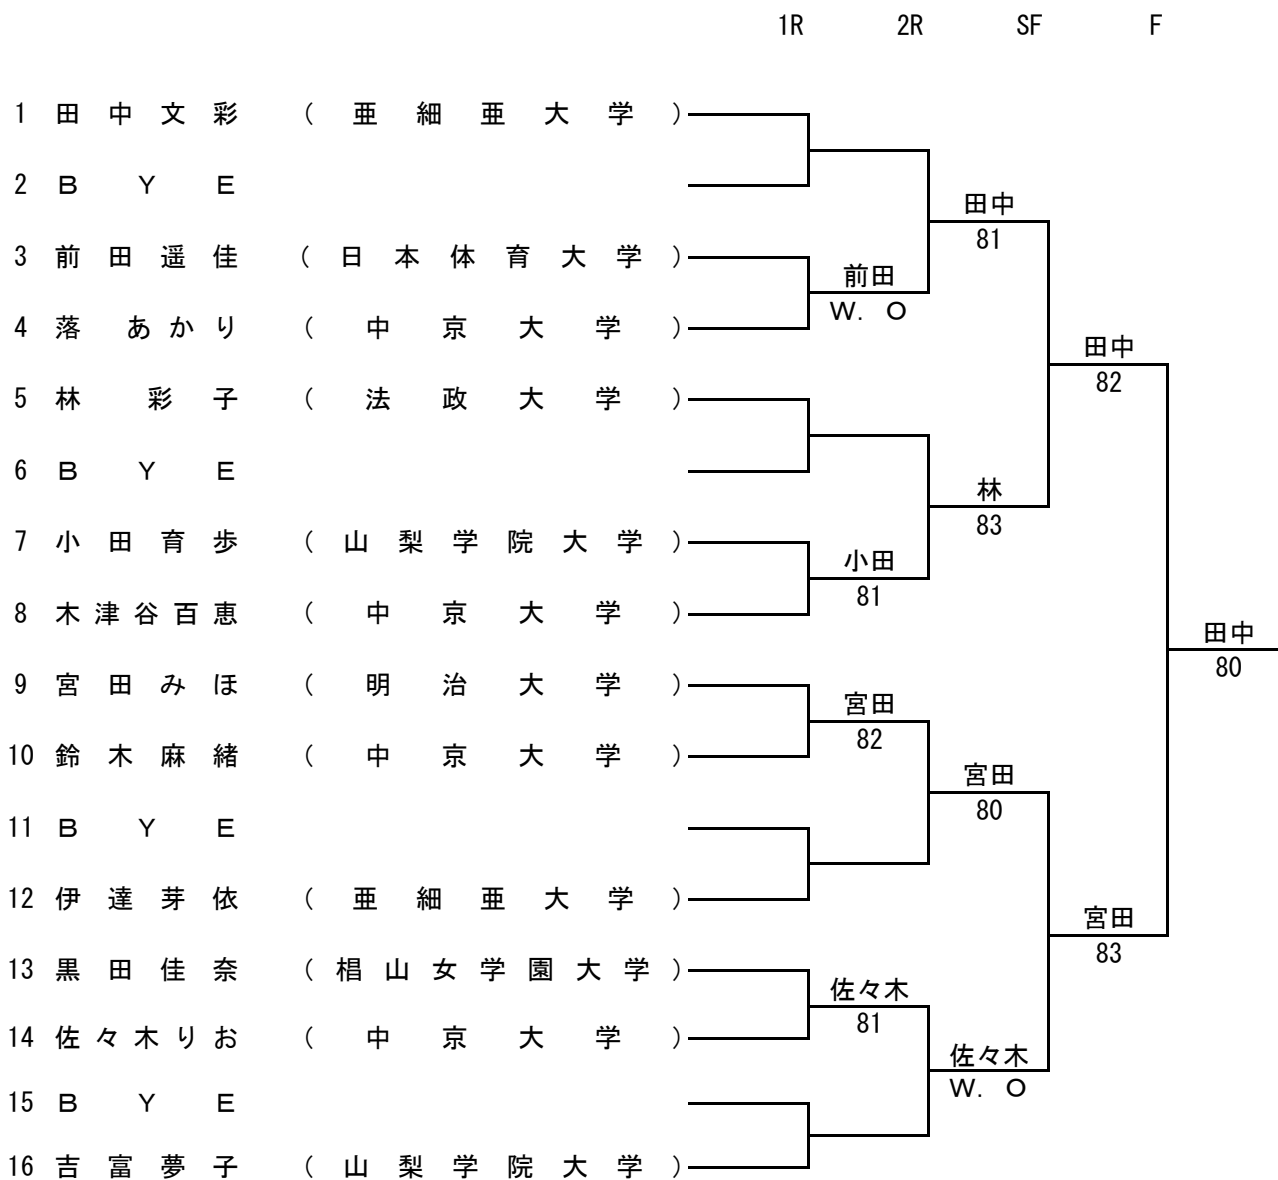 1R 2R SF F
1 田中文彩 (亜細亜大学)
2 BYE
田中
3 前田遥佳 (日本体育大学)
81
前田
W. O
4 落あかり (中京大学)
田中
82
5 林彩子 (法政大学)
6 BYE
林
83
7 小田育歩 (山梨学院大学)
小田
81
8 木津谷百恵 (中京大学)
田中
80
9 宮田みほ (明治大学)
宮田
82
10 鈴木麻緒 (中京大学)
宮田
80
11 BYE
12 伊達芽依 (亜細亜大学)
宮田
83
13 黒田佳奈 (椙山女学園大学)
佐々木
81
14 佐々木りお (中京大学)
佐々木
W. O
15 BYE
16 吉富夢子 (山梨学院大学)